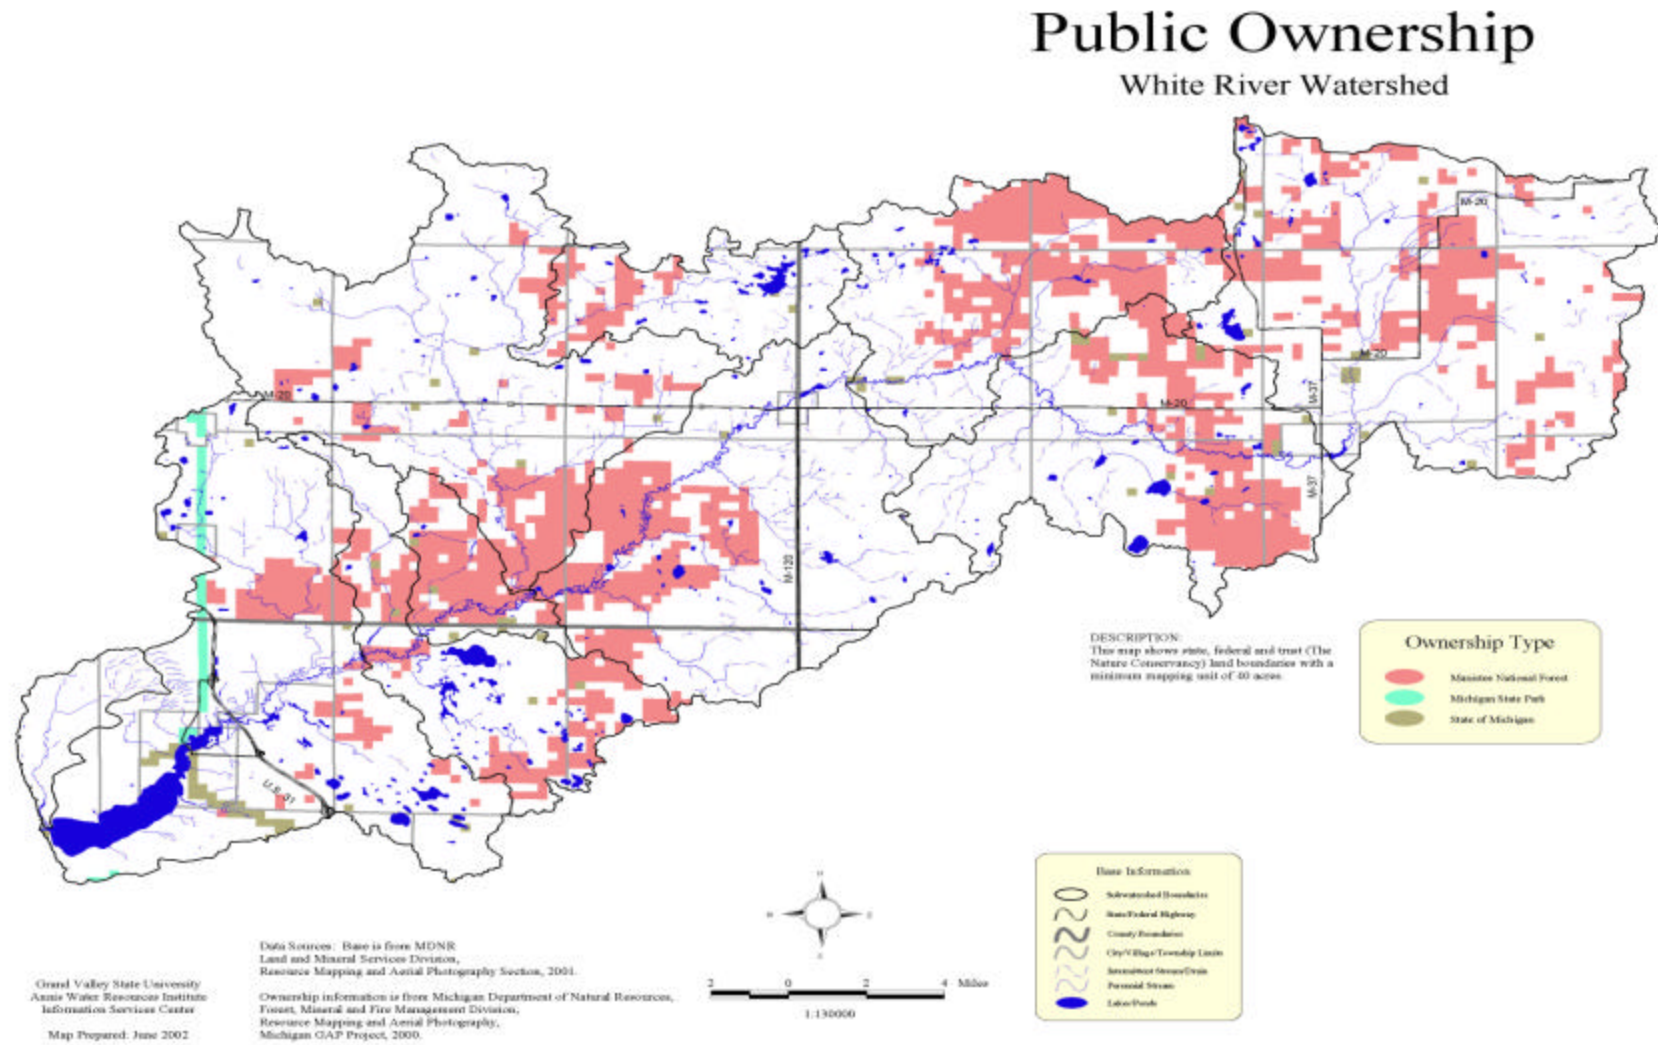 Public Ownership
White River Watershed
M-20
M-20
M-20
M-37
M-20
M-37
M-120
U.S.-31
DESCRIPTION:
This map shows state, federal and trust (The
Nature Conservancy) land boundaries with a
minimum mapping unit of 40 acres.
Ownership Type
Manistee National Forest
Michigan State Park
State of Michigan
Base Information
Subwatershed Boundaries
State/Federal Highway
County Boundaries
City/Village/Township Limits
Intermittent Stream/Drain
Perennial Stream
Lakes/Ponds
2 0 2 4 Miles
1:130000
Data Sources: Base is from MDNR
Land and Mineral Services Division,
Resource Mapping and Aerial Photography Section, 2001.
Ownership information is from Michigan Department of Natural Resources,
Forest, Mineral and Fire Management Division,
Resource Mapping and Aerial Photography,
Michigan GAP Project, 2000.
Grand Valley State University
Annis Water Resources Institute
Information Services Center
Map Prepared: June 2002